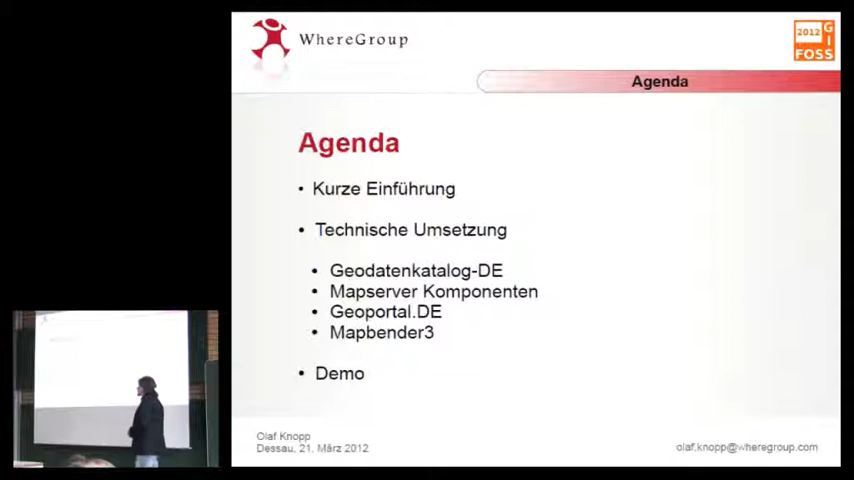 WhereGroup
2012
G
I
FOSS
Agenda
Agenda
• Kurze Einführung
• Technische Umsetzung
• Geodatenkatalog-DE
• Mapserver Komponenten
• Geoportal.DE
• Mapbender3
• Demo
Olaf Knopp
Dessau, 21. März 2012
olaf.knopp@wheregroup.com